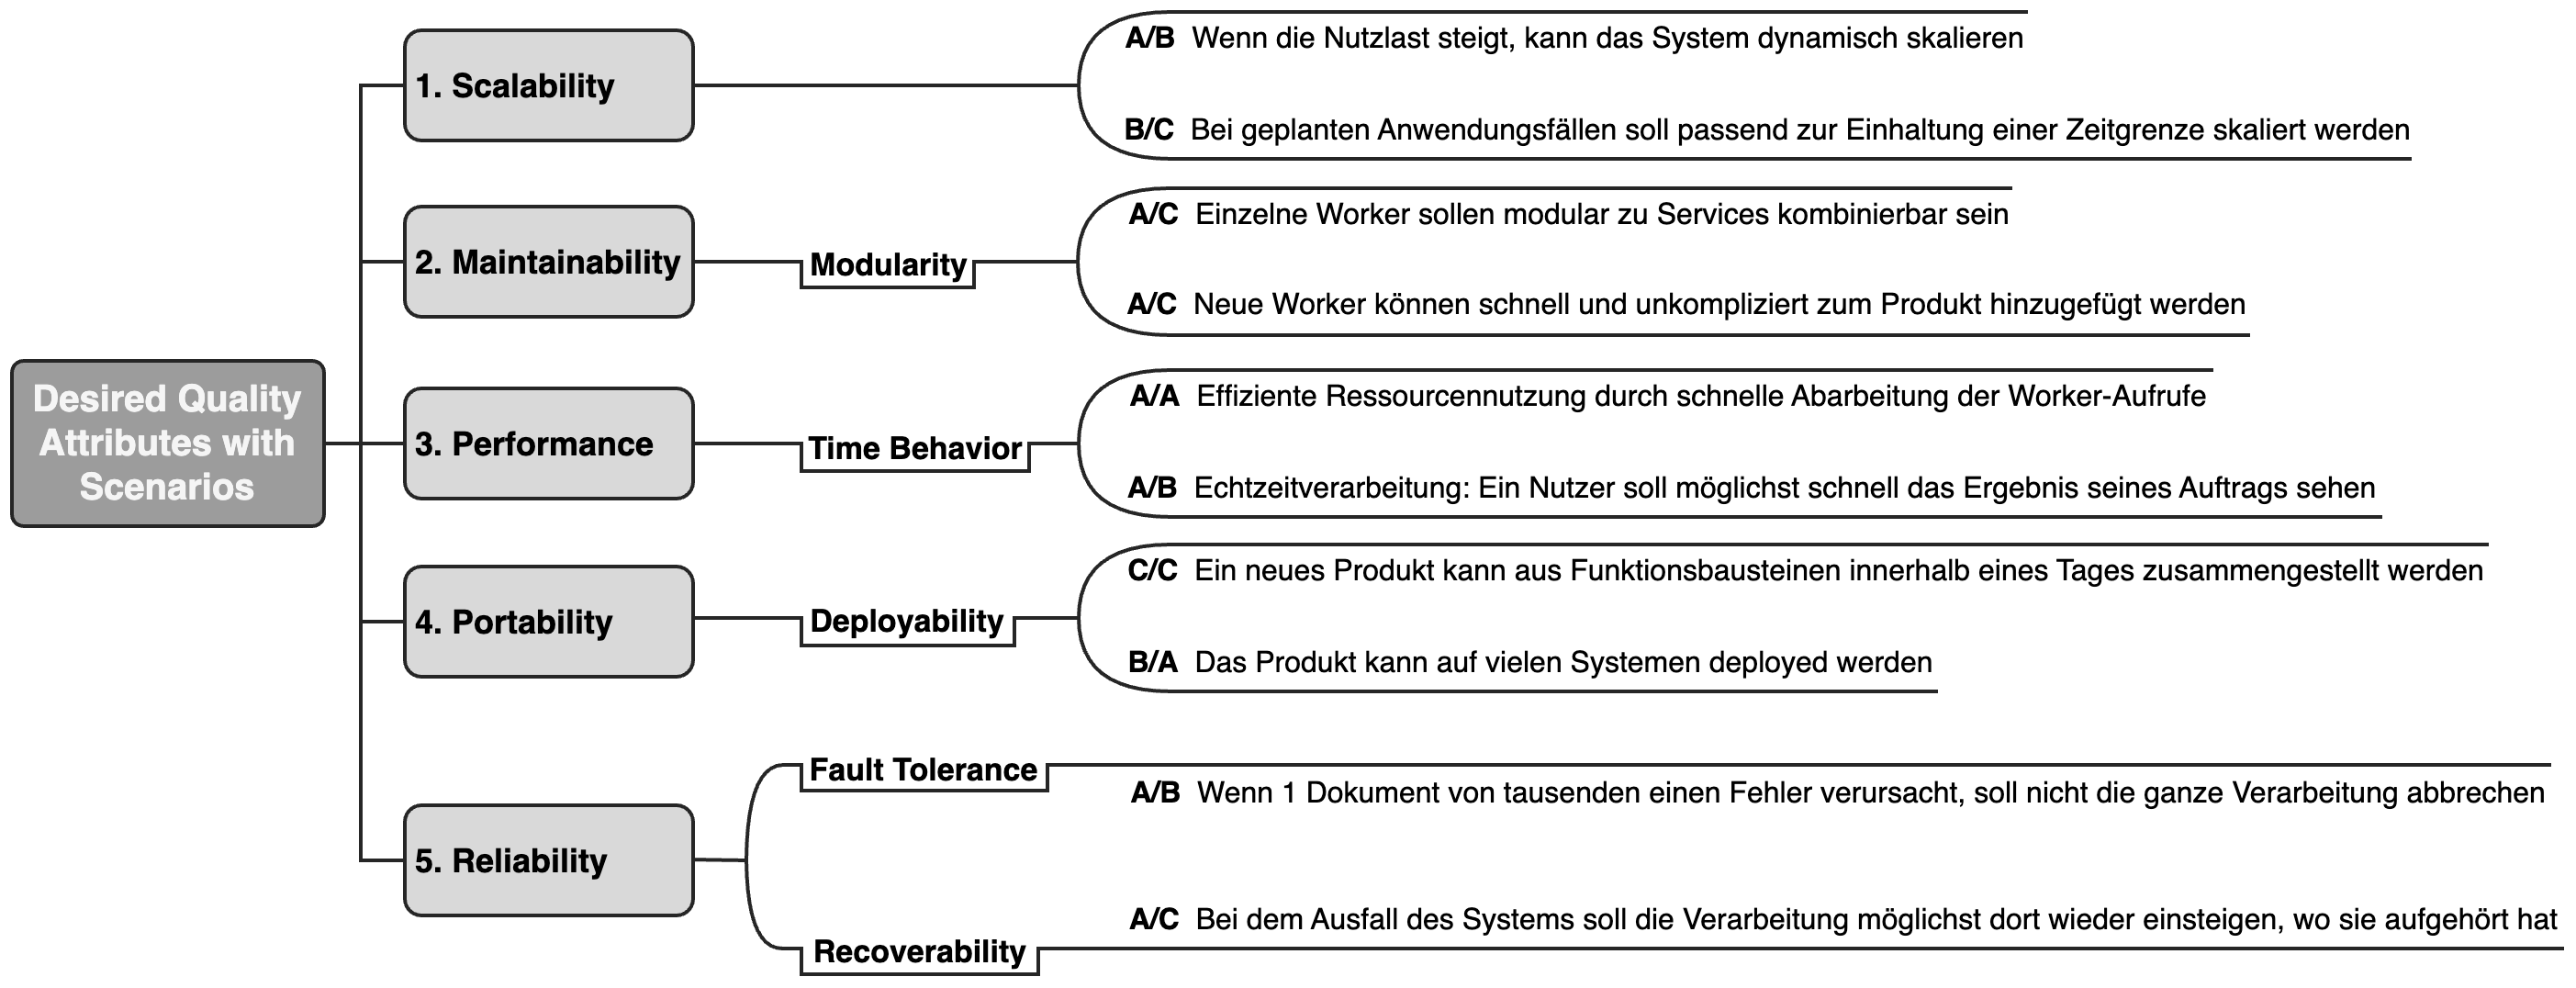 Desired Quality
Attributes with
Scenarios
1. Scalability
A/B Wenn die Nutzlast steigt, kann das System dynamisch skalieren
B/C Bei geplanten Anwendungsfällen soll passend zur Einhaltung einer Zeitgrenze skaliert werden
2. Maintainability
Modularity
A/C Einzelne Worker sollen modular zu Services kombinierbar sein
A/C Neue Worker können schnell und unkompliziert zum Produkt hinzugefügt werden
3. Performance
Time Behavior
A/A Effiziente Ressourcennutzung durch schnelle Abarbeitung der Worker-Aufrufe
A/B Echtzeitverarbeitung: Ein Nutzer soll möglichst schnell das Ergebnis seines Auftrags sehen
4. Portability
Deployability
C/C Ein neues Produkt kann aus Funktionsbausteinen innerhalb eines Tages zusammengestellt werden
B/A Das Produkt kann auf vielen Systemen deployed werden
5. Reliability
Fault Tolerance
A/B Wenn 1 Dokument von tausenden einen Fehler verursacht, soll nicht die ganze Verarbeitung abbrechen
Recoverability
A/C Bei dem Ausfall des Systems soll die Verarbeitung möglichst dort wieder einsteigen, wo sie aufgehört hat